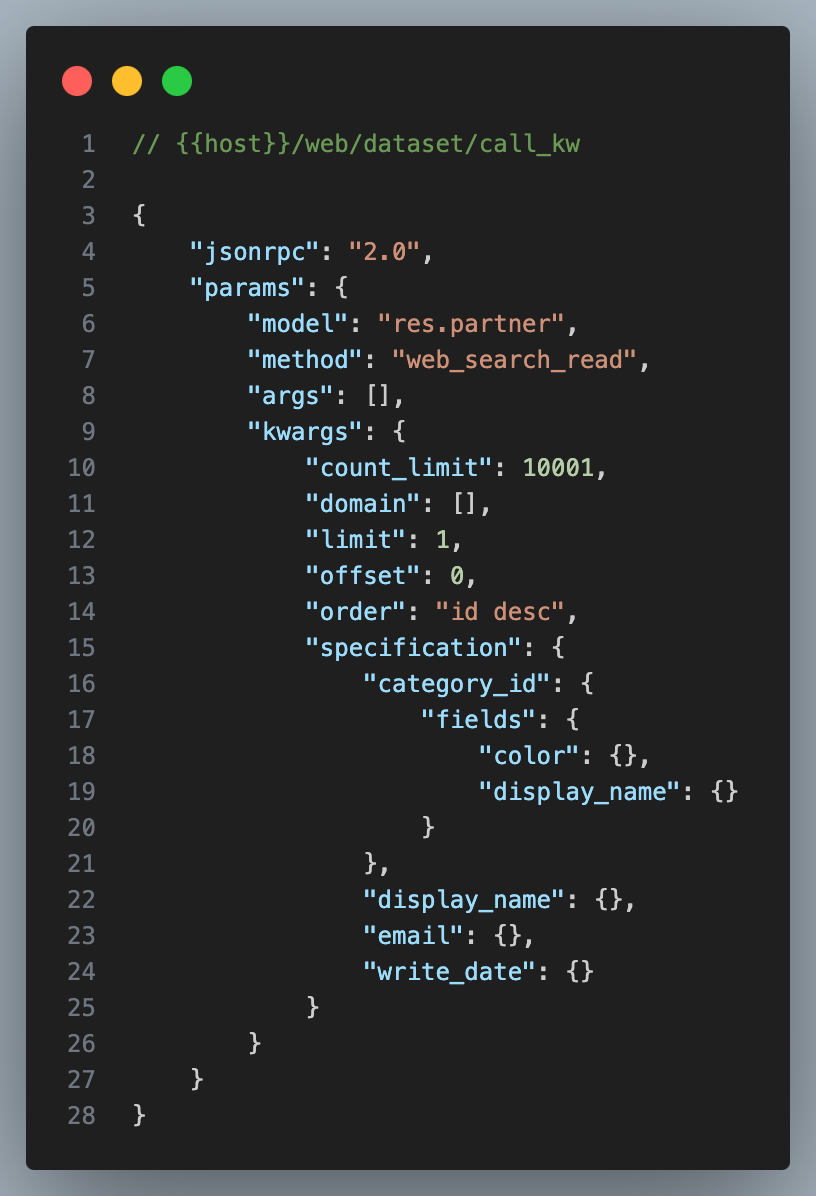 1 // {{host}}/web/dataset/call_kw
2
3 {
4     "jsonrpc": "2.0",
5     "params": {
6         "model": "res.partner",
7         "method": "web_search_read",
8         "args": [],
9         "kwargs": {
10             "count_limit": 10001,
11             "domain": [],
12             "limit": 1,
13             "offset": 0,
14             "order": "id desc",
15             "specification": {
16                 "category_id": {
17                     "fields": {
18                         "color": {},
19                         "display_name": {}
20                     }
21                 },
22                 "display_name": {},
23                 "email": {},
24                 "write_date": {}
25             }
26         }
27     }
28 }